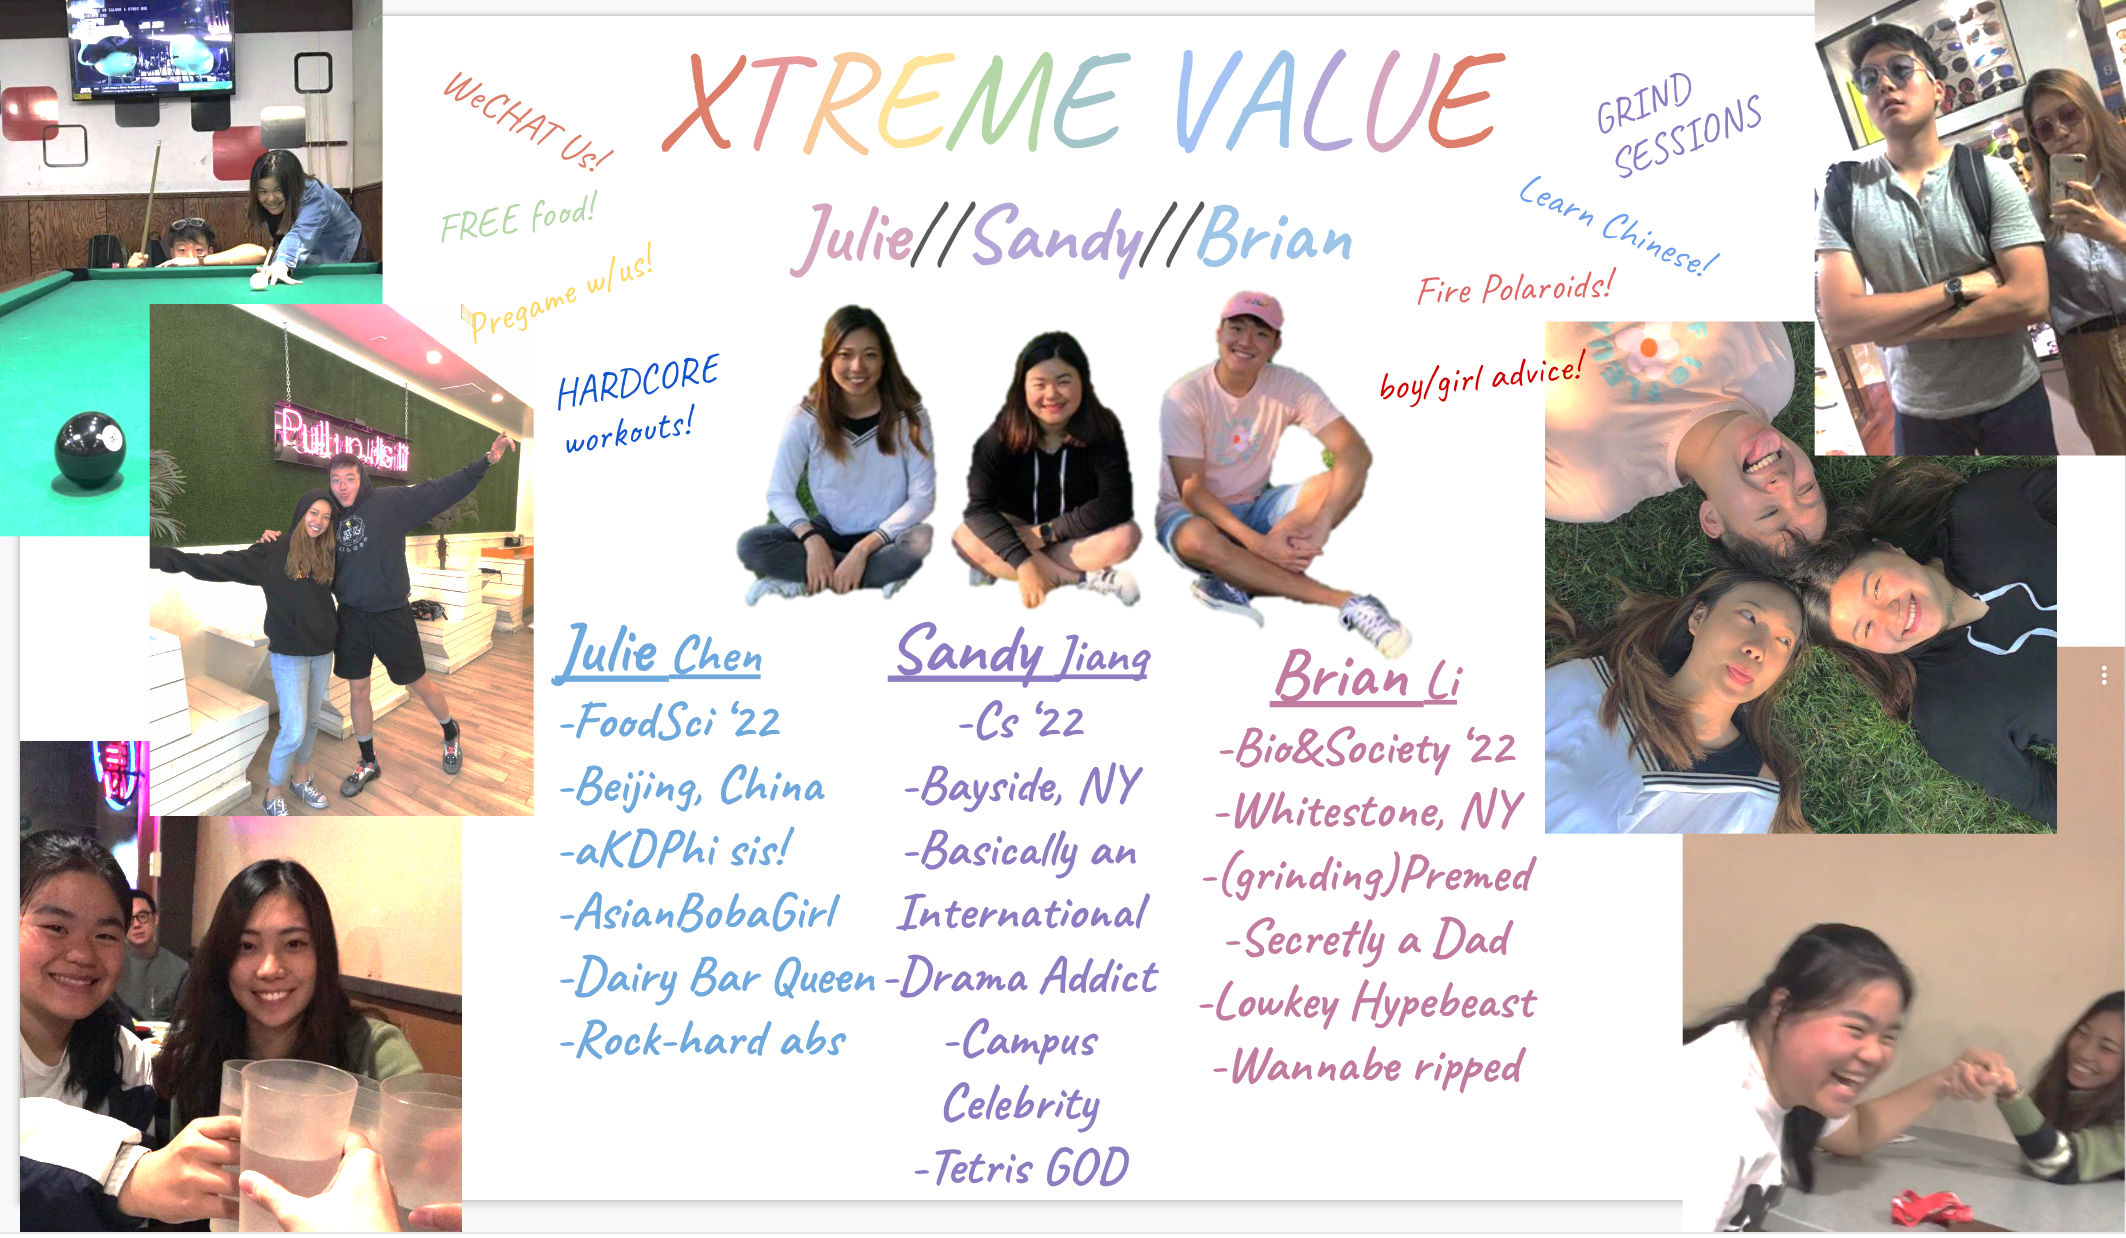 XTREME VALUE
Julie//Sandy//Brian
WeCHAT Us!
FREE food!
Pregame w/us!
HARDCORE
workouts!
GRIND
SESSIONS
Learn Chinese!
Fire Polaroids!
boy/girl advice!
Julie Chen
-FoodSci ‘22
-Beijing, China
-aKDPhi sis!
-AsianBobaGirl
-Dairy Bar Queen
-Rock-hard abs
Sandy Jiang
-Cs ‘22
-Bayside, NY
-Basically an
International
-Drama Addict
-Campus
Celebrity
-Tetris GOD
Brian Li
-Bio&Society ‘22
-Whitestone, NY
-(grinding)Premed
-Secretly a Dad
-Lowkey Hypebeast
-Wannabe ripped